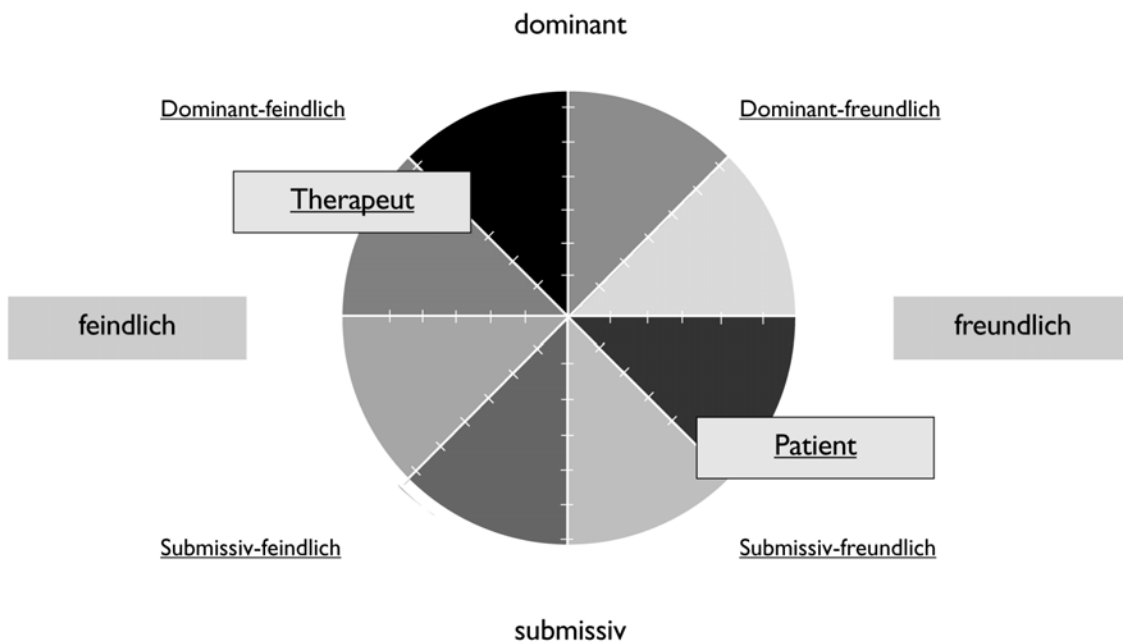 dominant
Dominant-feindlich
Dominant-freundlich
Therapeut
feindlich
freundlich
Patient
Submissiv-feindlich
Submissiv-freundlich
submissiv